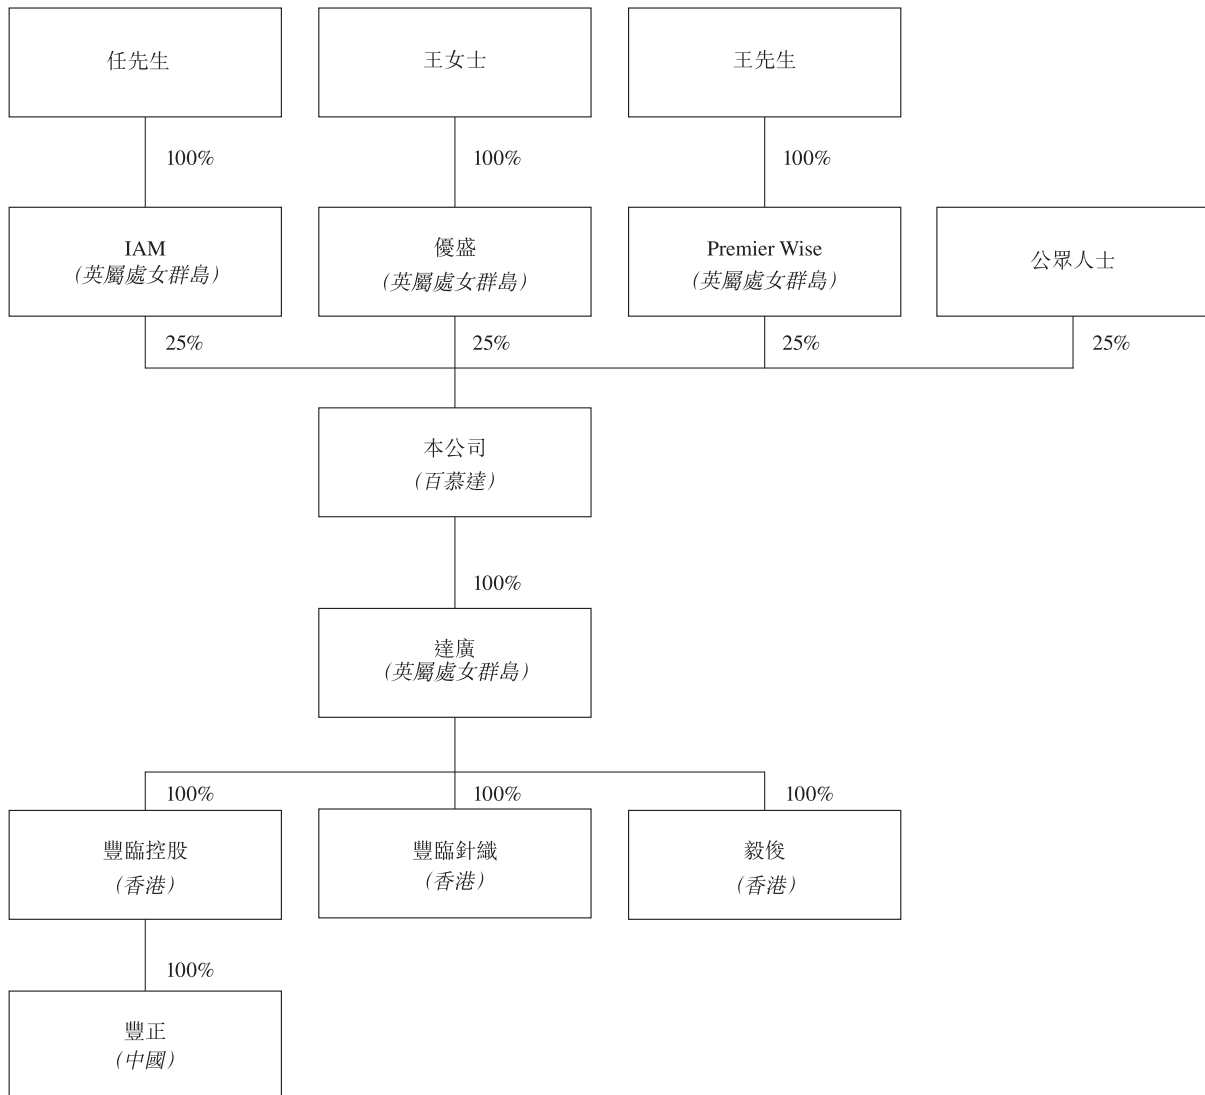 任先生
王女士
王先生
100%
100%
100%
IAM
(英屬處女群島)
優盛
(英屬處女群島)
Premier Wise
(英屬處女群島)
公眾人士
25%
25%
25%
25%
本公司
(百慕達)
100%
達廣
(英屬處女群島)
100%
100%
100%
豐臨控股
(香港)
豐臨針織
(香港)
毅俊
(香港)
100%
豐正
(中國)